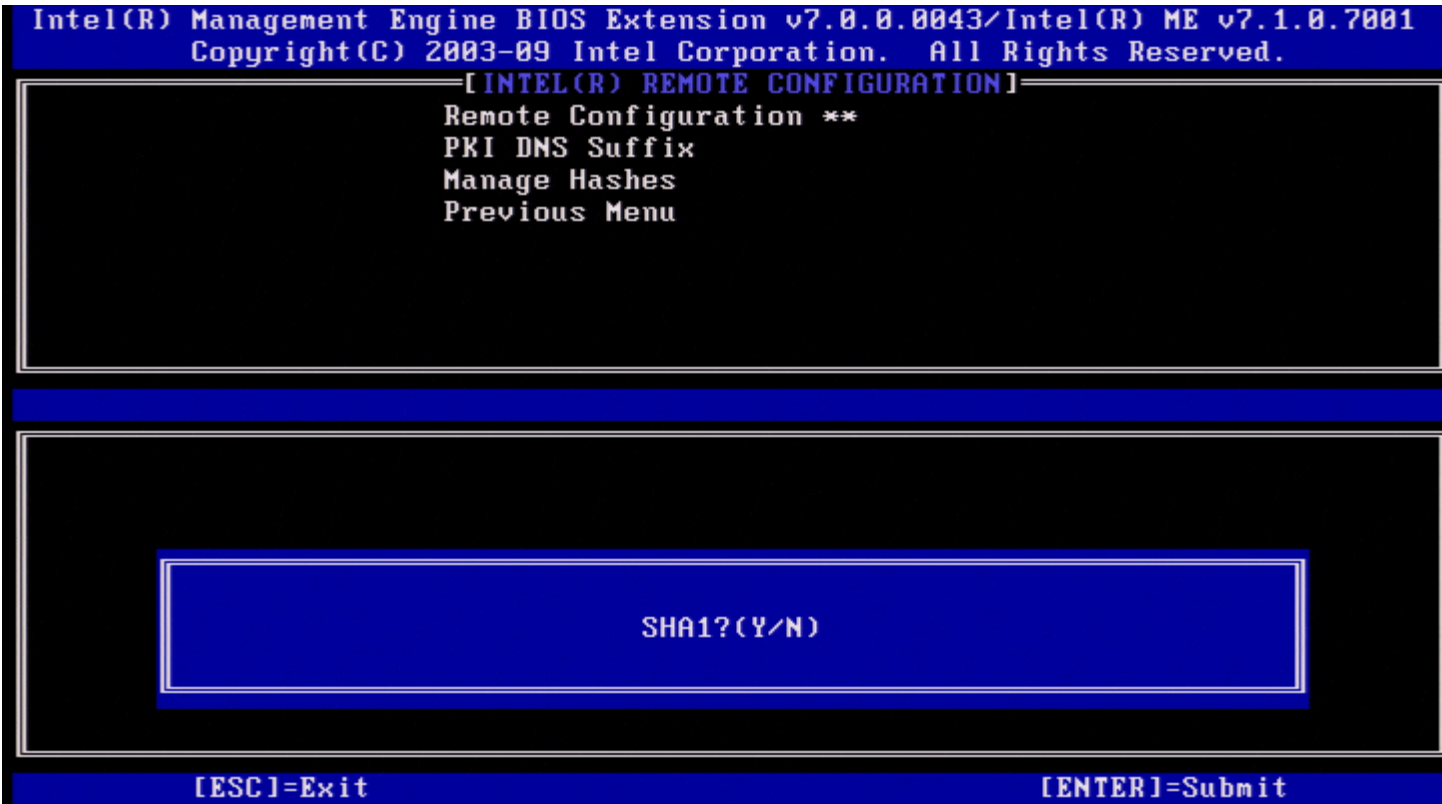 Intel(R) Management Engine BIOS Extension v7.0.0.0043/Intel(R) ME v7.1.0.7001
Copyright(C) 2003-09 Intel Corporation.  All Rights Reserved.
[INTEL(R) REMOTE CONFIGURATION]
Remote Configuration **
PKI DNS Suffix
Manage Hashes
Previous Menu
SHA1?(Y/N)
[ESC]=Exit [ENTER]=Submit